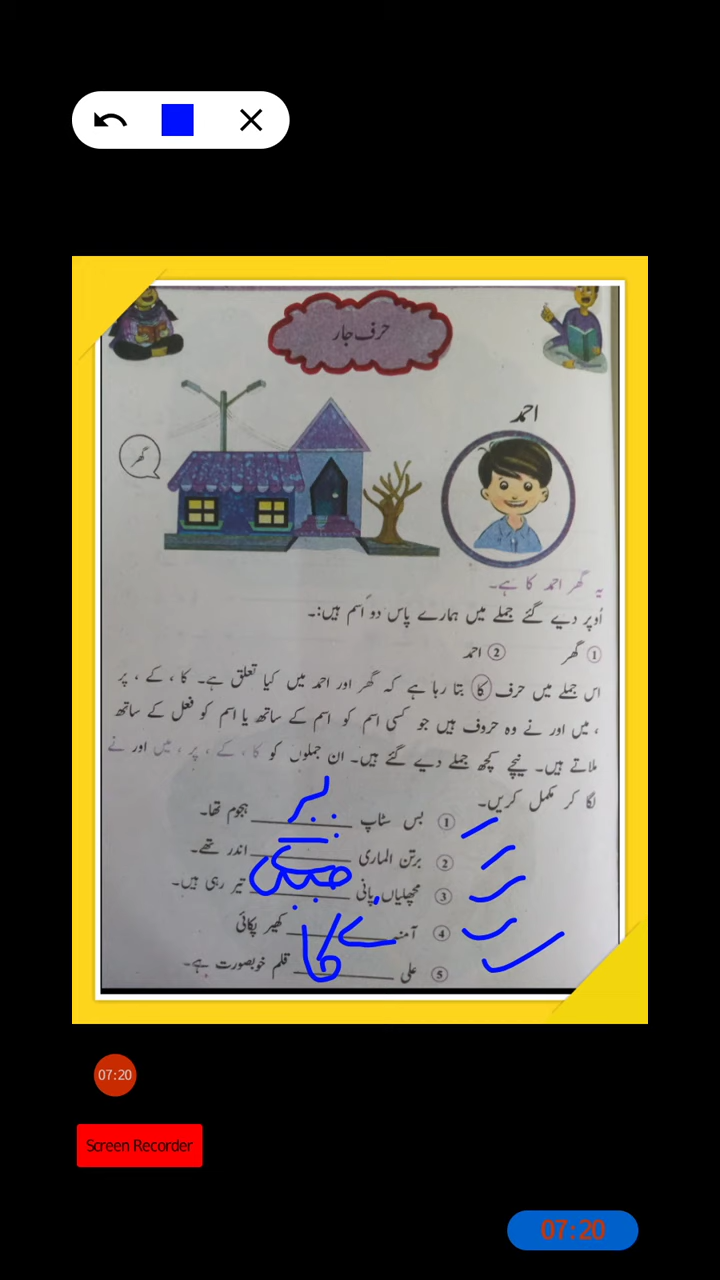 حرف جار
احمد
گھر
یہ گھر احمد کا ہے۔
اُوپر دیے گئے جملے میں ہمارے پاس دو اسم ہیں:۔
① گھر ② احمد
اس جملے میں حرف کا بتا رہا ہے کہ گھر اور احمد میں کیا تعلق ہے۔ کا ، کے ، پر
، میں اور نے وہ حروف ہیں جو کسی اسم کو اسم کے ساتھ یا اسم کو فعل کے ساتھ
ملاتے ہیں۔ نیچے کچھ جملے دیے گئے ہیں۔ ان جملوں کو کا ، کے ، پر ، میں اور نے
لگا کر مکمل کریں۔
① بس سٹاپ پر ہجوم تھا۔
② برتن الماری کے اندر تھے۔
③ مچھلیاں پانی میں تیر رہی ہیں۔
④ آمنہ نے کھیر پکائی
⑤ علی کا قلم خوبصورت ہے۔
07:20
Screen Recorder
07:20